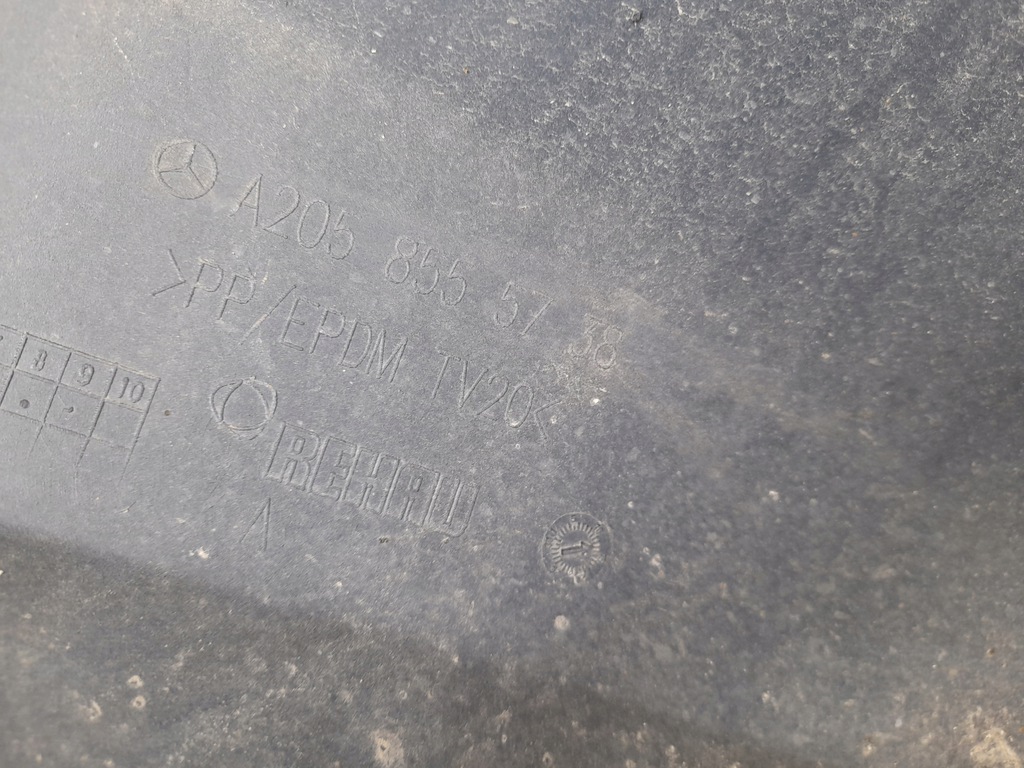 A205 855 57 38
>PP/EPDM TV20<
8 9 10
REHAU